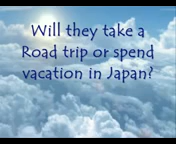 Will they take a
Road trip or spend
vacation in Japan?